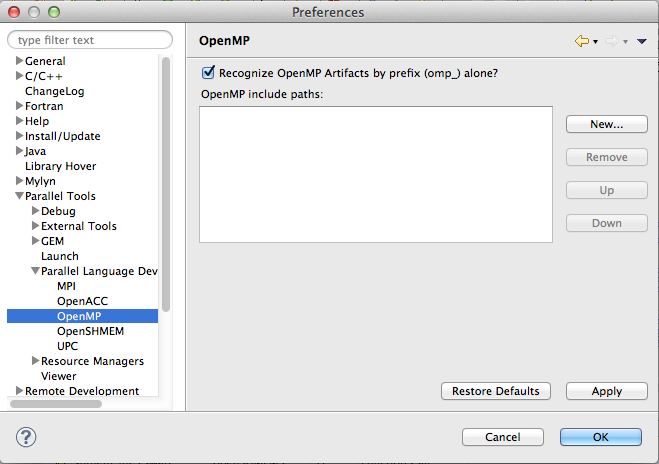 Preferences
type filter text
General
C/C++
ChangeLog
Fortran
Help
Install/Update
Java
Library Hover
Mylyn
Parallel Tools
Debug
External Tools
GEM
Launch
Parallel Language Dev
MPI
OpenACC
OpenMP
OpenSHMEM
UPC
Resource Managers
Viewer
Remote Development
OpenMP
Recognize OpenMP Artifacts by prefix (omp_) alone?
OpenMP include paths:
New...
Remove
Up
Down
Restore Defaults
Apply
?
Cancel
OK